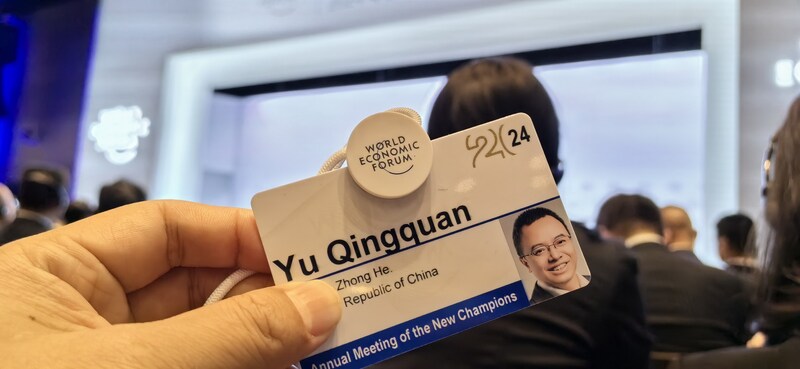 WORLD
ECONOMIC
FORUM
24
Yu Qingquan
Zhong He.
Republic of China
Annual Meeting of the New Champions